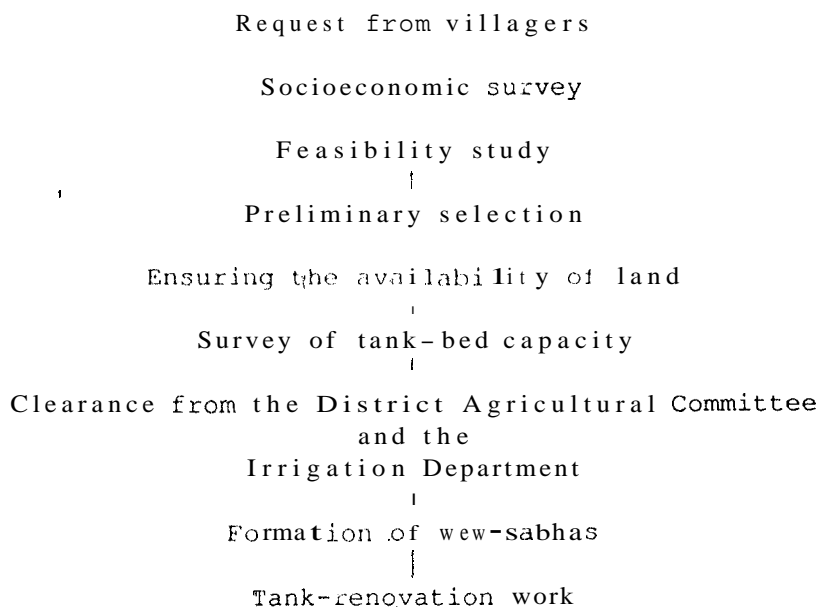 Request from villagers
Socioeconomic survey
Feasibility study
Preliminary selection
Ensuring the availability of land
Survey of tank-bed capacity
Clearance from the District Agricultural Committee
and the
Irrigation Department
Formation of wew-sabhas
Tank-renovation work